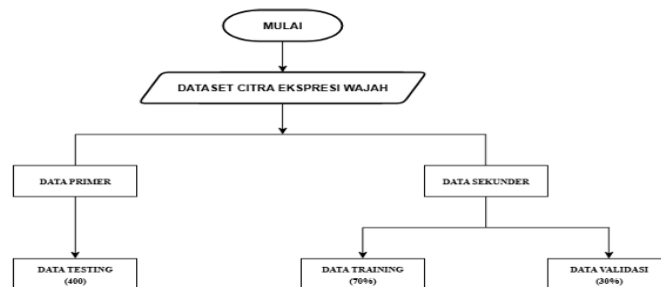 MULAI
DATASET CITRA EKSPRESI WAJAH
DATA PRIMER
DATA SEKUNDER
DATA TESTING
(400)
DATA TRAINING
(70%)
DATA VALIDASI
(30%)